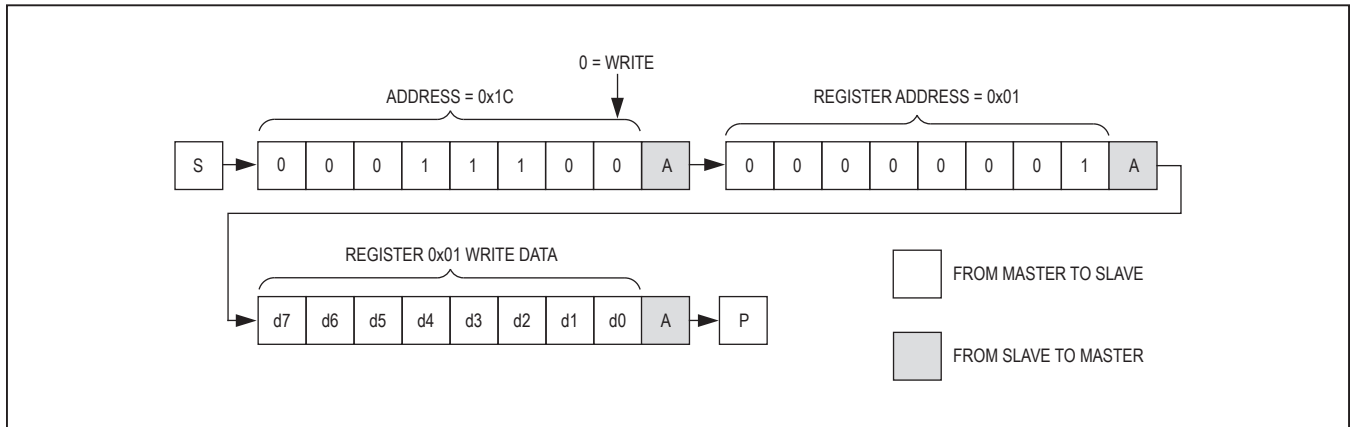 0 = WRITE
ADDRESS = 0x1C
REGISTER ADDRESS = 0x01
S 0 0 0 1 1 1 0 0 A 0 0 0 0 0 0 0 1 A
REGISTER 0x01 WRITE DATA
d7 d6 d5 d4 d3 d2 d1 d0 A P
FROM MASTER TO SLAVE
FROM SLAVE TO MASTER